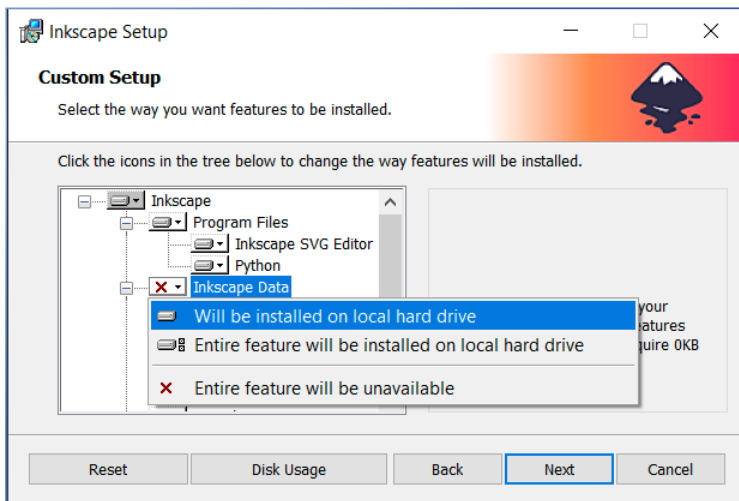 Inkscape Setup
Custom Setup
Select the way you want features to be installed.
Click the icons in the tree below to change the way features will be installed.
Inkscape
Program Files
Inkscape SVG Editor
Python
Inkscape Data
Will be installed on local hard drive
Entire feature will be installed on local hard drive
Entire feature will be unavailable
your
quire 0KB
Reset
Disk Usage
Back
Next
Cancel